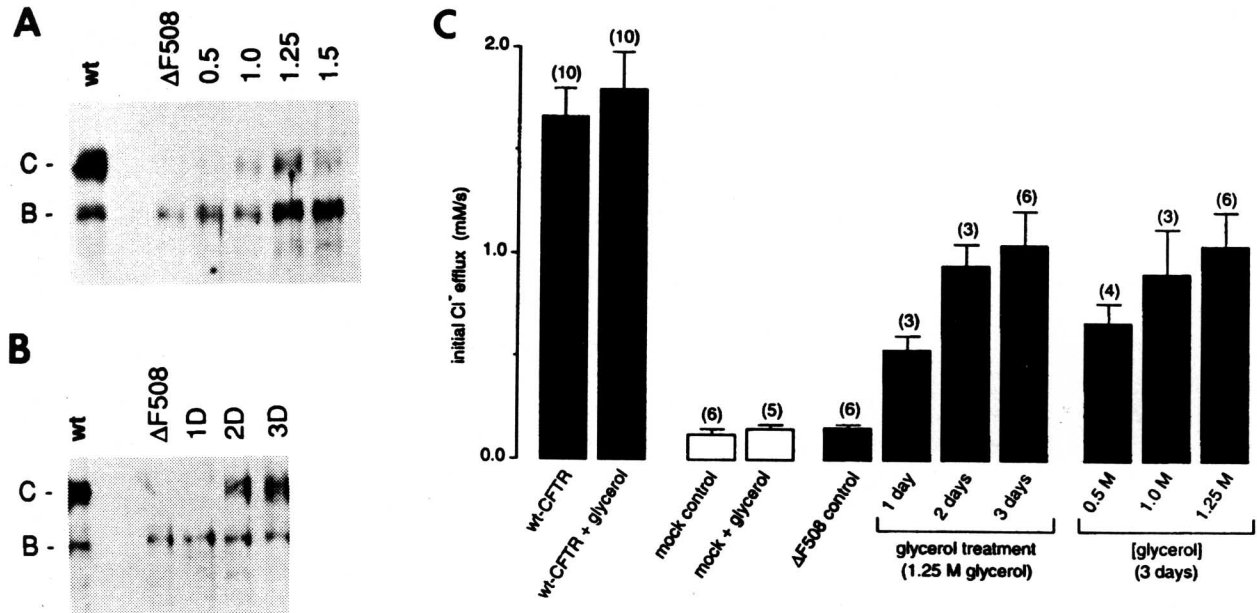 A
wt
ΔF508
0.5
1.0
1.25
1.5
C -
B -
B
wt
ΔF508
1D
2D
3D
C -
B -
C
initial Cl⁻ efflux (mM/s)
2.0
1.0
0.0
(10)
(10)
(6)
(5)
(6)
(3)
(3)
(6)
(4)
(3)
(6)
wt-CFTR
wt-CFTR + glycerol
mock control
mock + glycerol
ΔF508 control
1 day
2 days
3 days
glycerol treatment
(1.25 M glycerol)
0.5 M
1.0 M
1.25 M
[glycerol]
(3 days)